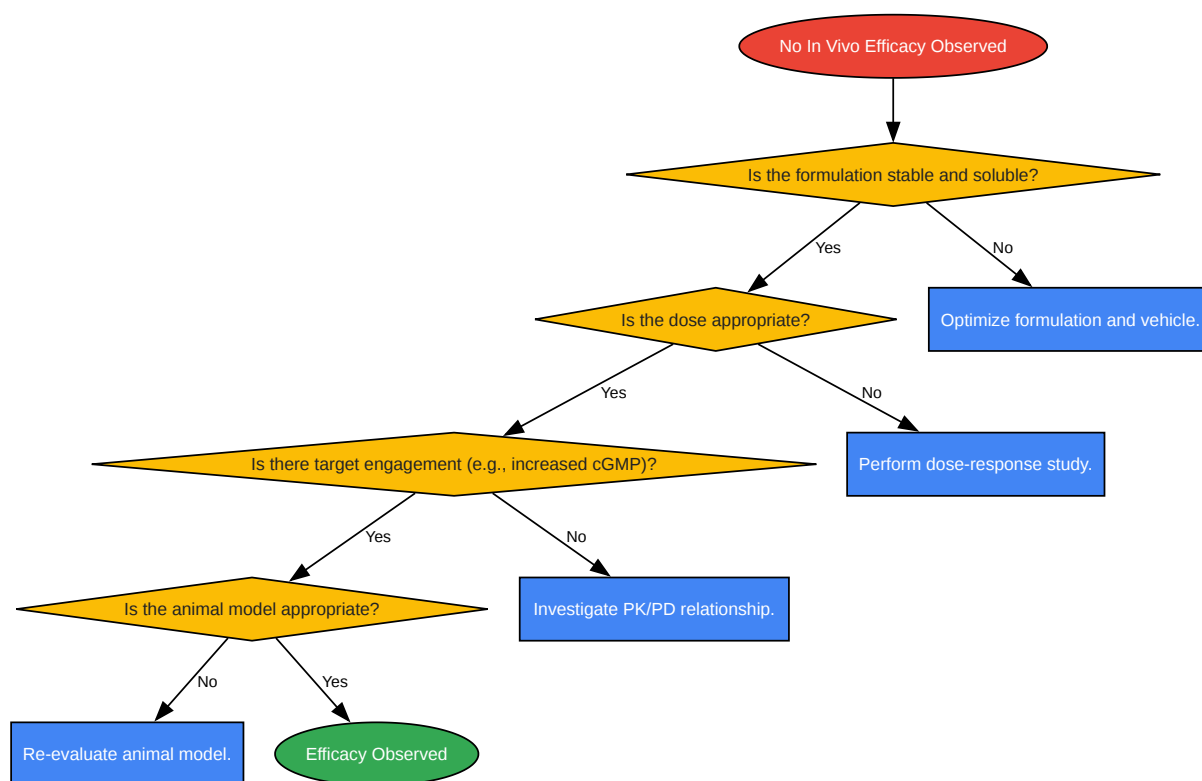 No In Vivo Efficacy Observed
Is the formulation stable and soluble?
Yes
No
Is the dose appropriate?
Optimize formulation and vehicle.
Yes
No
Is there target engagement (e.g., increased cGMP)?
Perform dose-response study.
Yes
No
Is the animal model appropriate?
Investigate PK/PD relationship.
No
Yes
Re-evaluate animal model.
Efficacy Observed